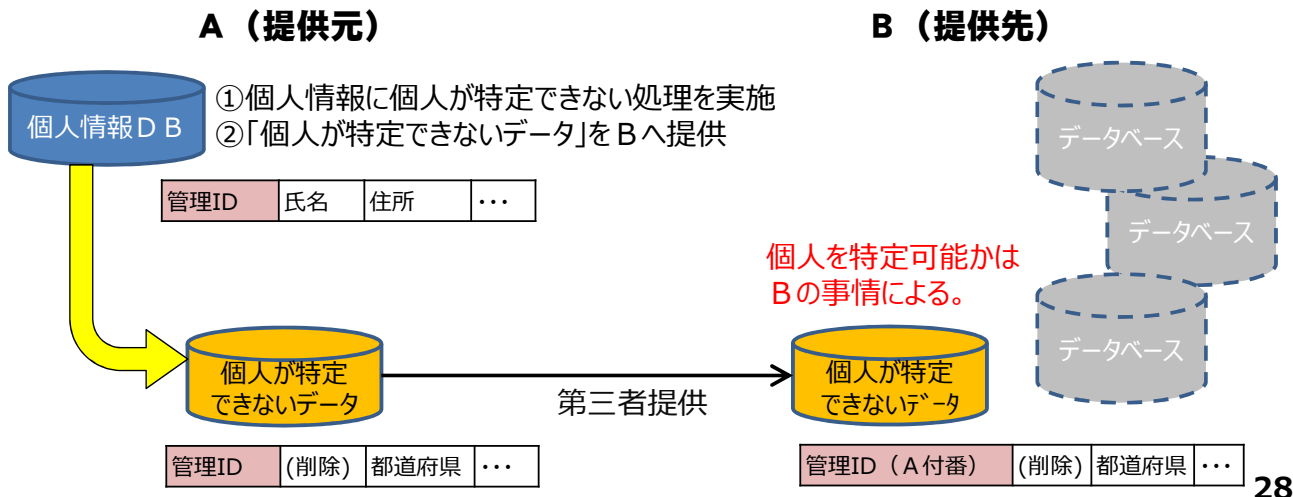 A（提供元）
B（提供先）
個人情報ＤＢ
①個人情報に個人が特定できない処理を実施
②「個人が特定できないデータ」をＢへ提供
管理ID 氏名 住所 ･･･
データベース
データベース
データベース
個人を特定可能かは
Ｂの事情による。
個人が特定
できないデータ
第三者提供
個人が特定
できないﾃﾞｰﾀ
管理ID (削除) 都道府県 ･･･
管理ID（Ａ付番） (削除) 都道府県 ･･･
28